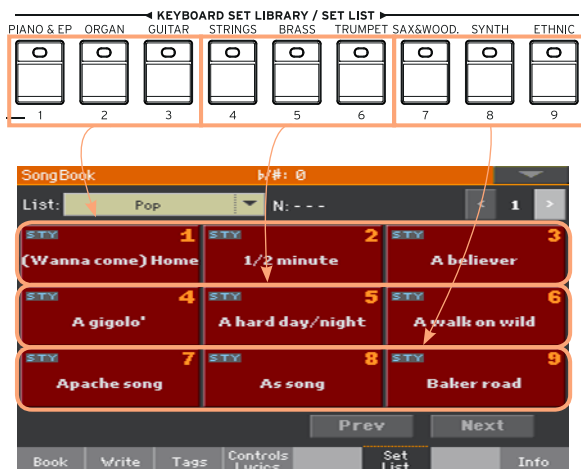 KEYBOARD SET LIBRARY / SET LIST
PIANO & EP ORGAN GUITAR STRINGS BRASS TRUMPET SAX&WOOD. SYNTH ETHNIC
1 2 3 4 5 6 7 8 9
SongBook b/#: 0
List: Pop N: - - - < 1 >
STY 1 STY 2 STY 3
(Wanna come) Home 1/2 minute A believer
STY 4 STY 5 STY 6
A gigolo' A hard day/night A walk on wild
STY 7 STY 8 STY 9
Apache song As song Baker road
Prev Next
Book Write Tags Controls Lyrics Set List Info